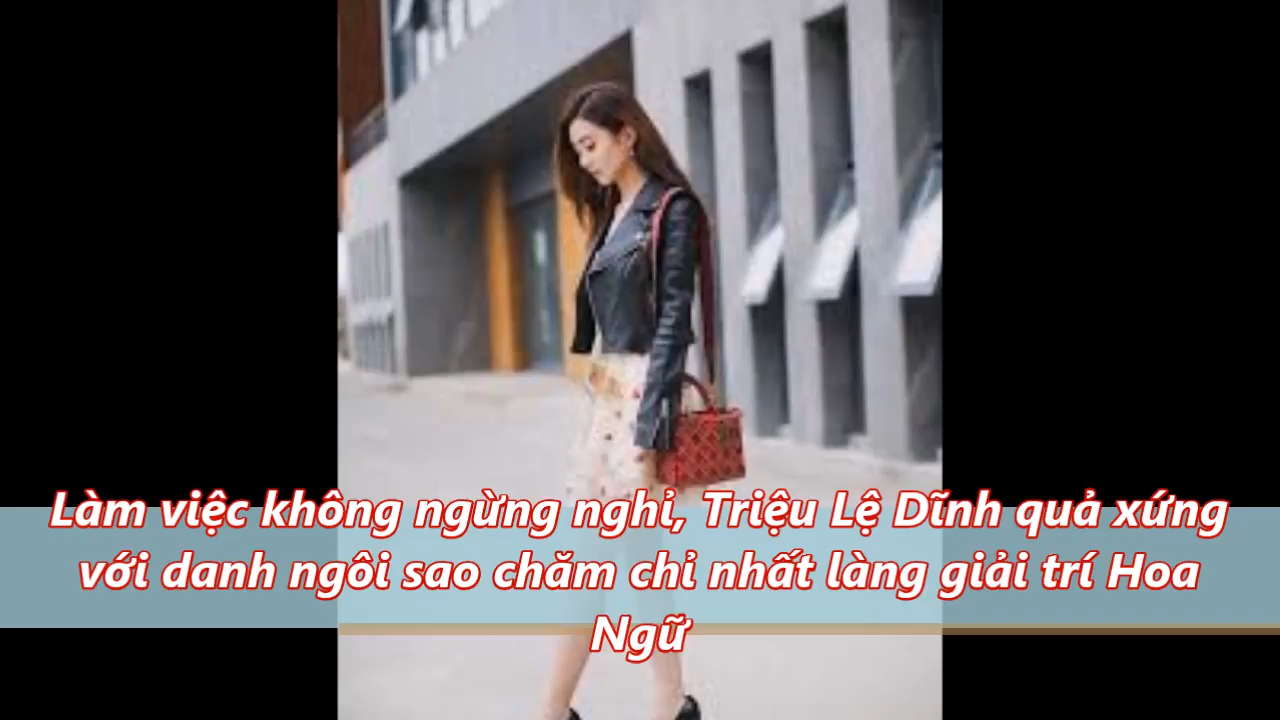 Làm việc không ngừng nghỉ, Triệu Lệ Dĩnh quả xứng
với danh ngôi sao chăm chỉ nhất làng giải trí Hoa
Ngữ